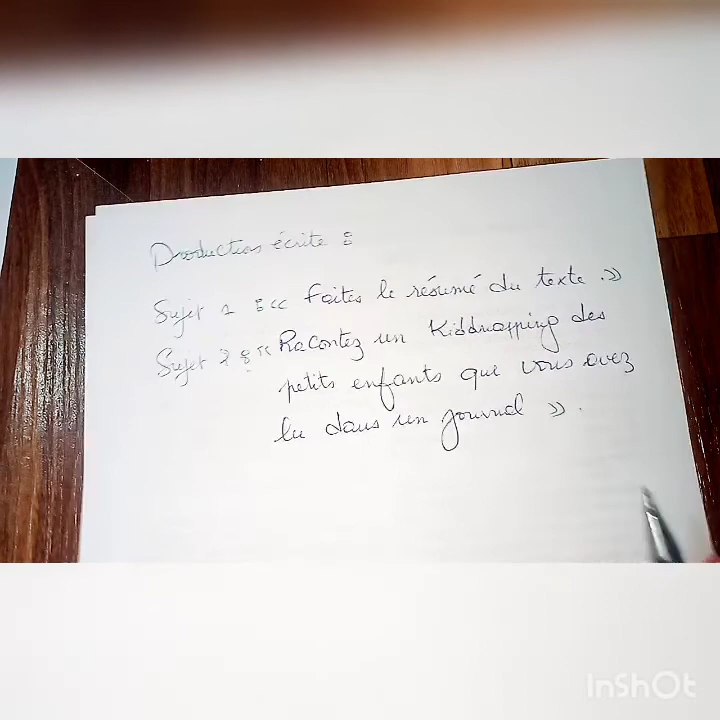 Production écrite :
Sujet 1 : << Faites le résumé du texte . >>
Sujet 2 : << Racontez un Kiddnapping des
petits enfants que vous avez
lu dans un journal >> .
InShOt